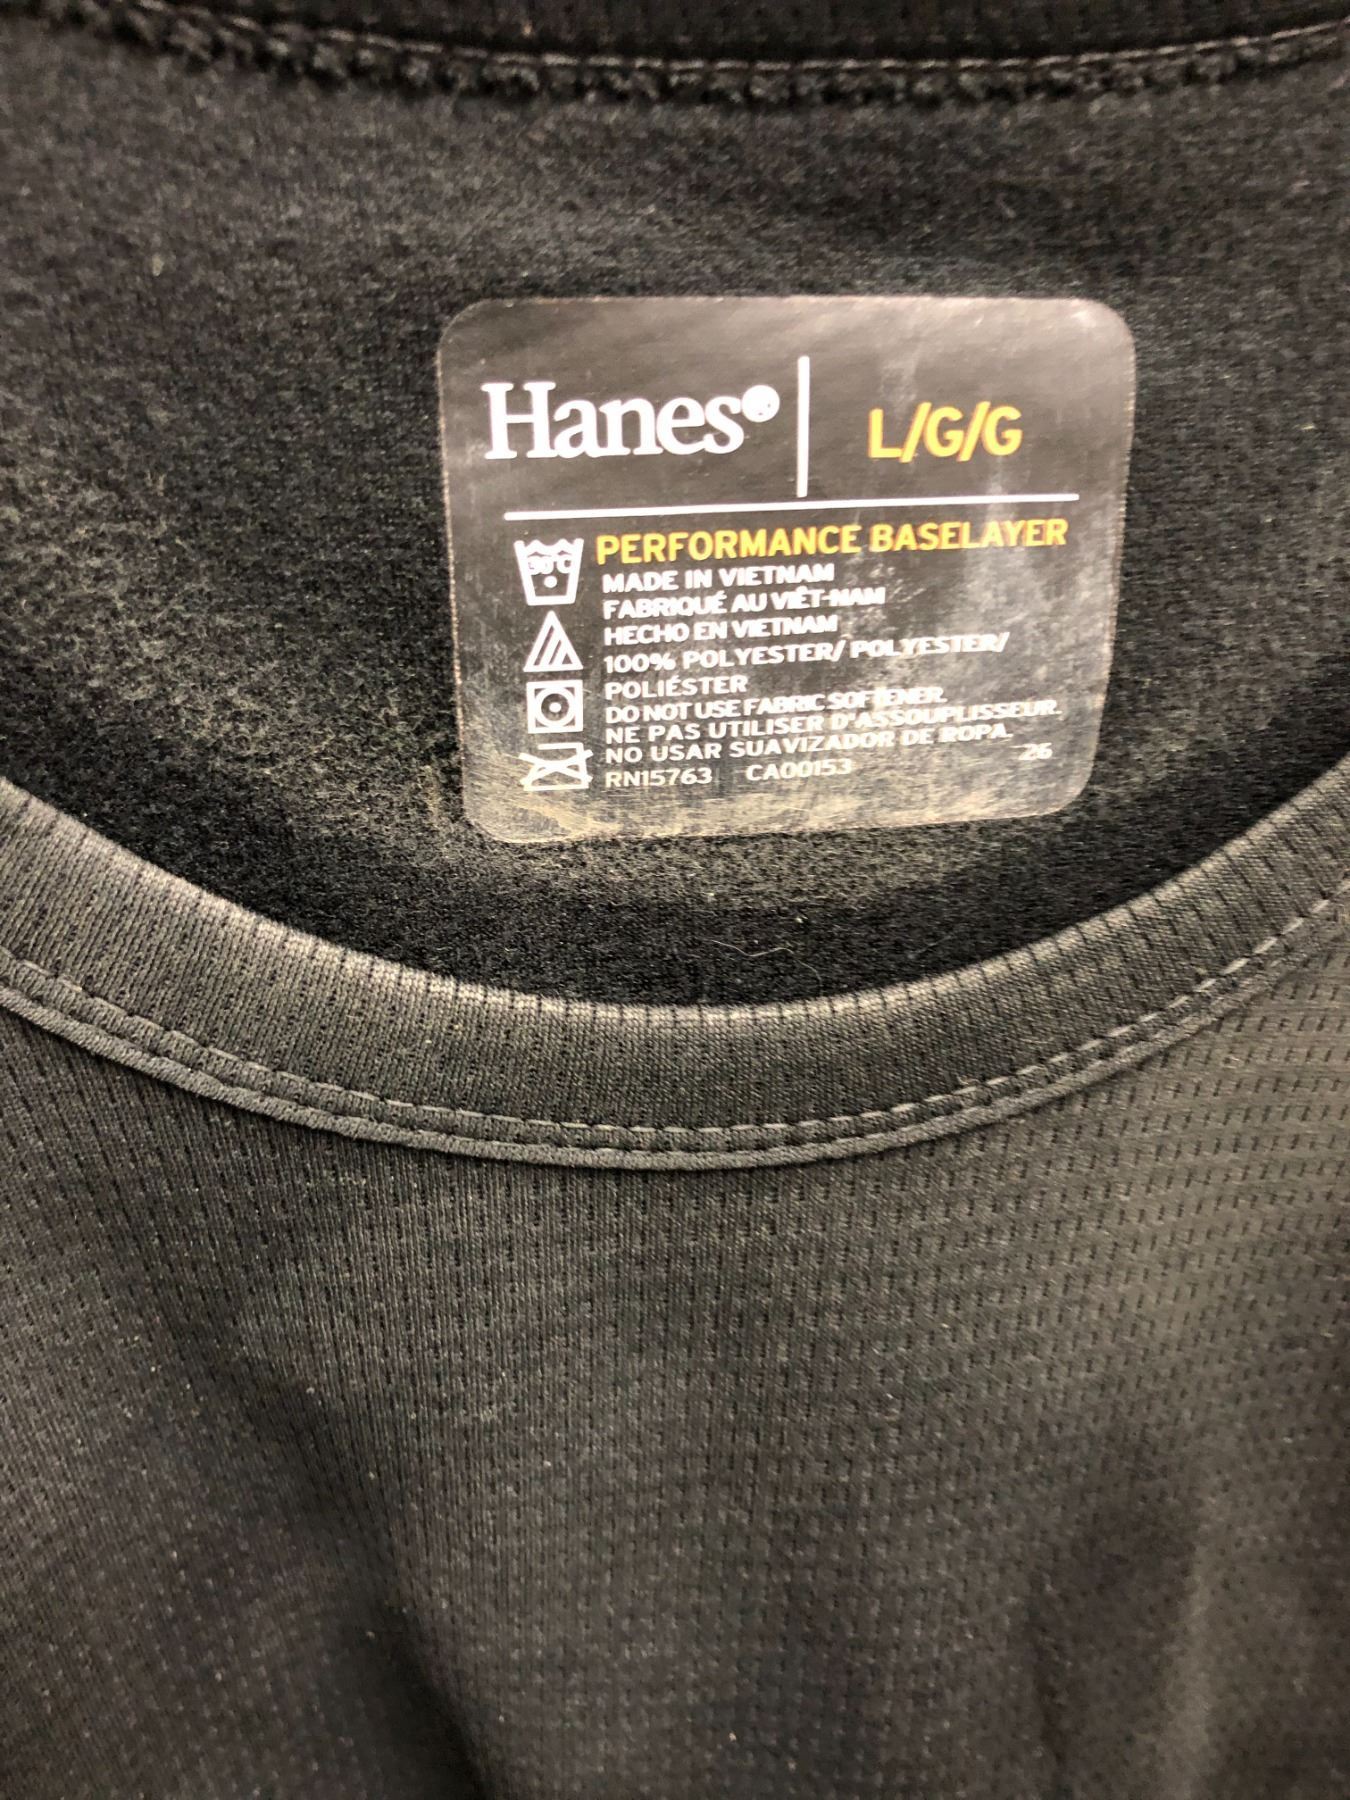 Hanes® L/G/G
PERFORMANCE BASELAYER
30°C
MADE IN VIETNAM
FABRIQUÉ AU VIÊT-NAM
HECHO EN VIETNAM
100% POLYESTER/ POLYESTER/
POLIÉSTER
DO NOT USE FABRIC SOFTENER.
NE PAS UTILISER D'ASSOUPLISSEUR.
NO USAR SUAVIZADOR DE ROPA.
RN15763 CA00153 26